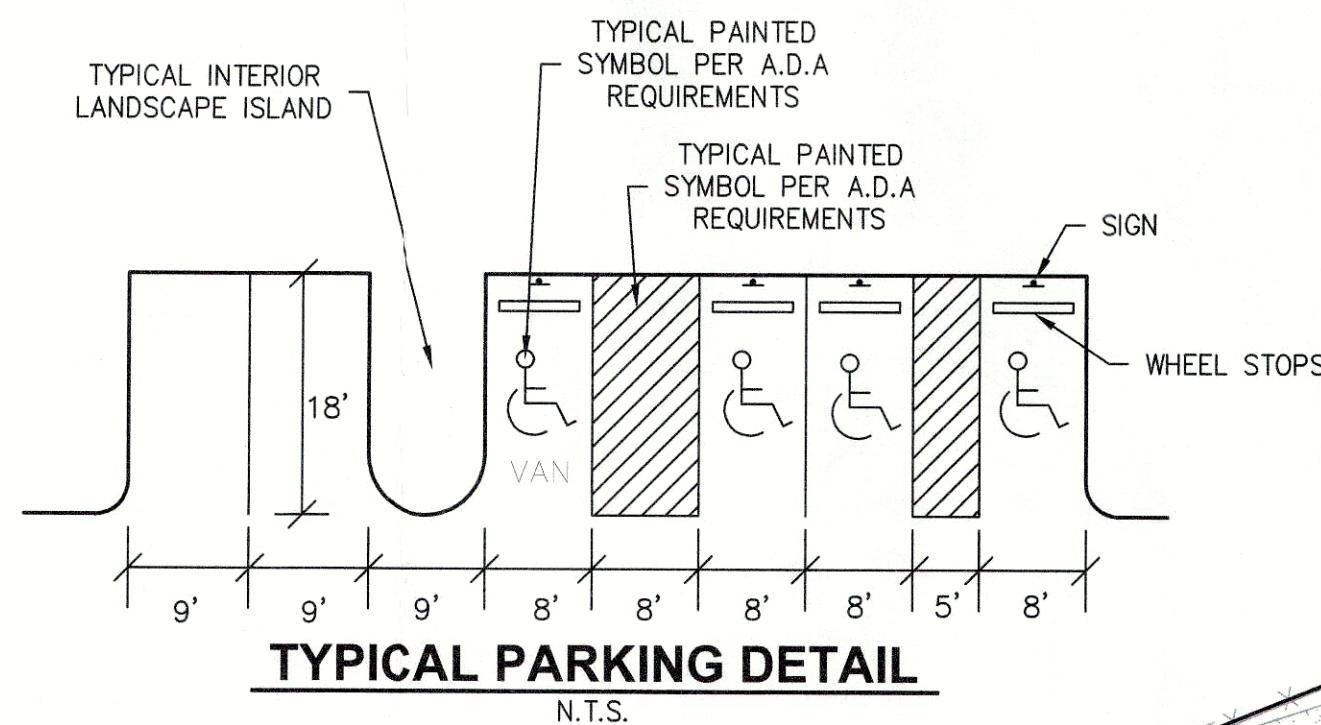 TYPICAL PAINTED
SYMBOL PER A.D.A
REQUIREMENTS
TYPICAL INTERIOR
LANDSCAPE ISLAND
TYPICAL PAINTED
SYMBOL PER A.D.A
REQUIREMENTS
SIGN
WHEEL STOPS
18'
VAN
9' 9' 9' 8' 8' 8' 8' 5' 8'
TYPICAL PARKING DETAIL
N.T.S.